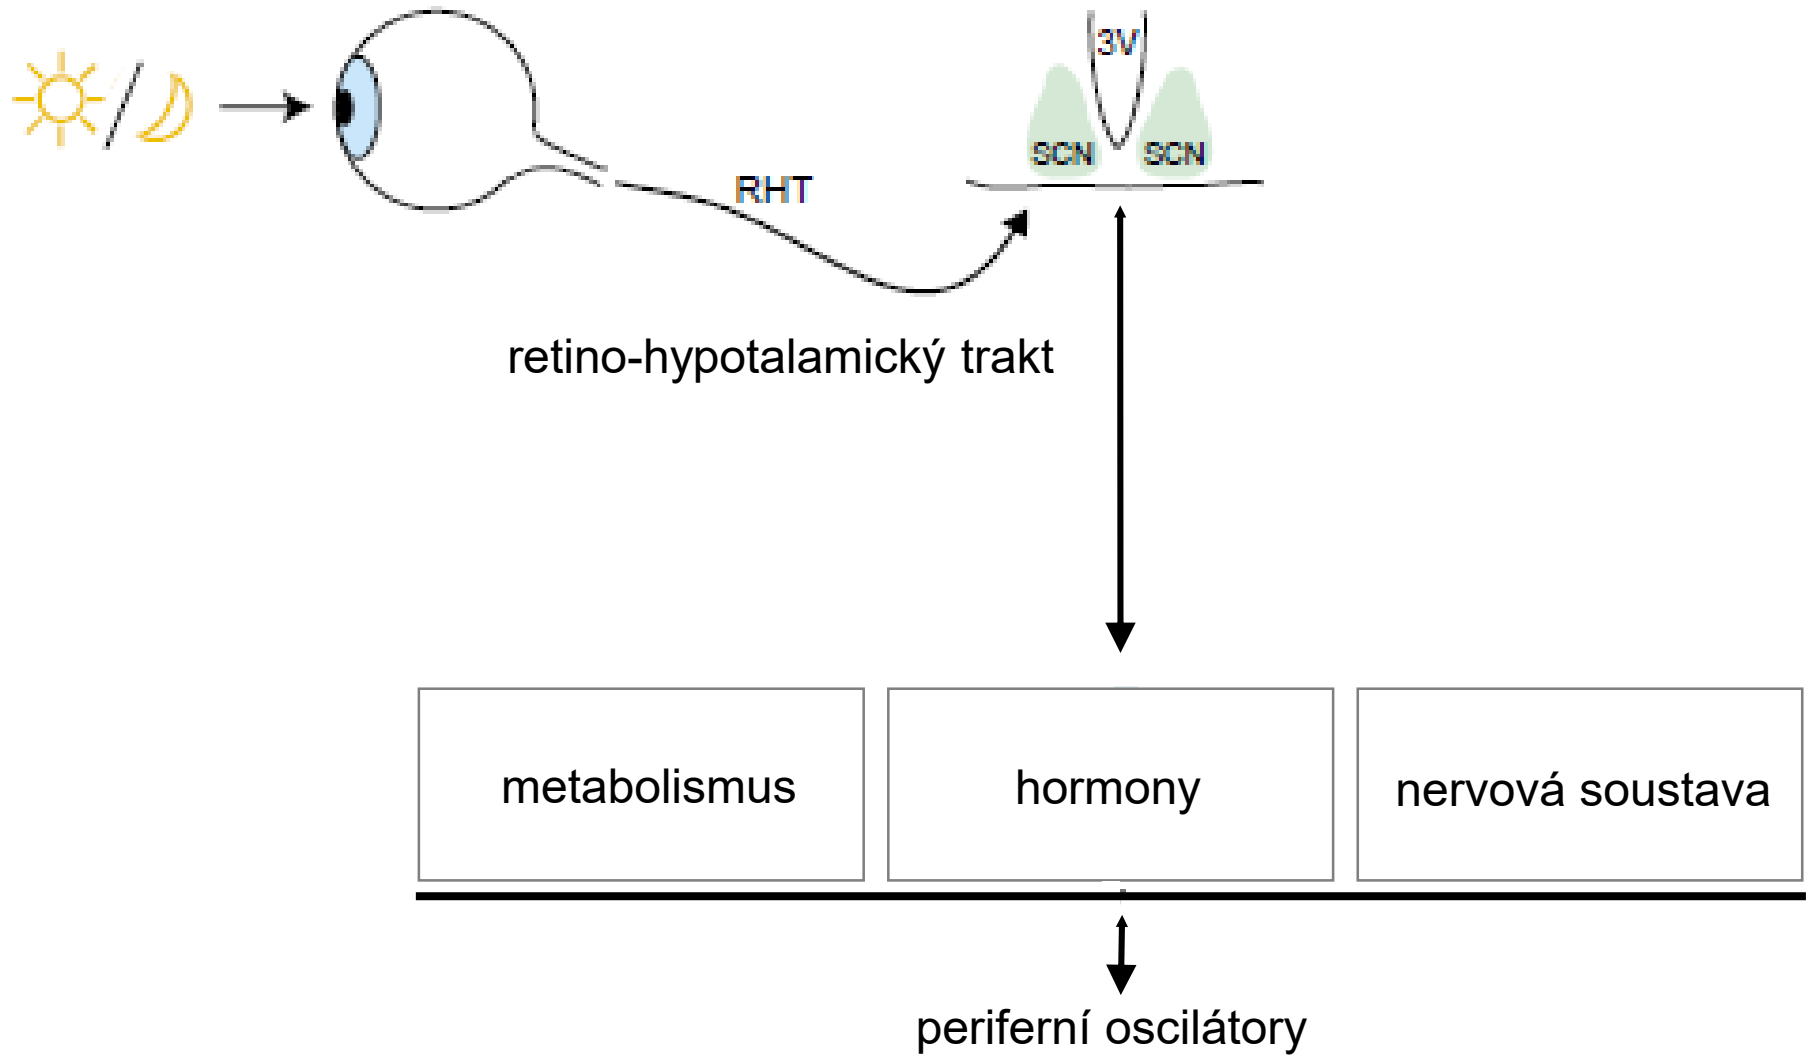 3V
SCN SCN
RHT
retino-hypotalamický trakt
metabolismus
hormony
nervová soustava
periferní oscilátory